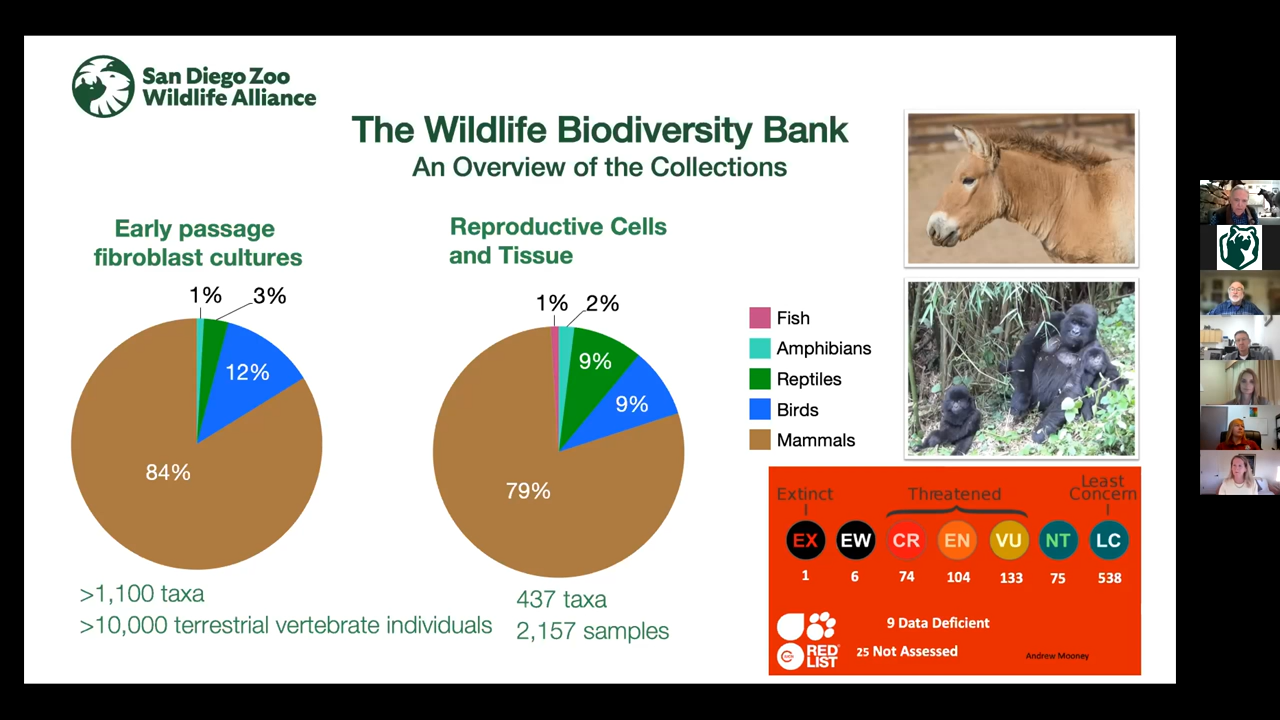 San Diego Zoo
Wildlife Alliance
The Wildlife Biodiversity Bank
An Overview of the Collections
Early passage
fibroblast cultures
1%
3%
12%
84%
>1,100 taxa
>10,000 terrestrial vertebrate individuals
Reproductive Cells
and Tissue
1%
2%
9%
9%
79%
437 taxa
2,157 samples
Fish
Amphibians
Reptiles
Birds
Mammals
Extinct
Threatened
Least
Concern
EX
EW
CR
EN
VU
NT
LC
1
6
74
104
133
75
538
9 Data Deficient
25 Not Assessed
RED
LIST
Andrew Mooney